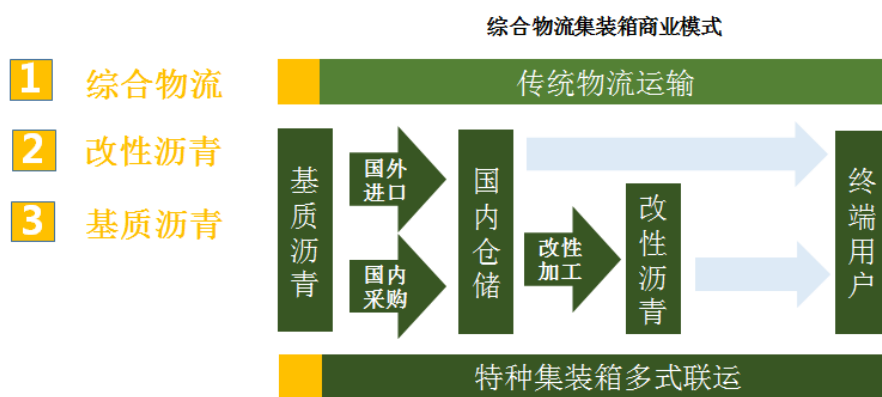 综合物流集装箱商业模式
1 综合物流
2 改性沥青
3 基质沥青
传统物流运输
基质沥青
国外
进口
国内
采购
国内仓储
改性
加工
改性沥青
终端用户
特种集装箱多式联运